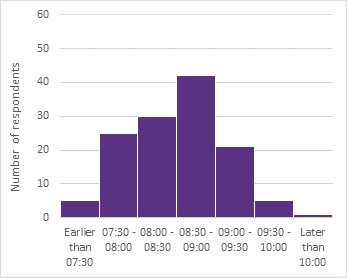 60
50
40
30
20
10
0
Number of respondents
Earlier than 07:30
07:30 - 08:00
08:00 - 08:30
08:30 - 09:00
09:00 - 09:30
09:30 - 10:00
Later than 10:00